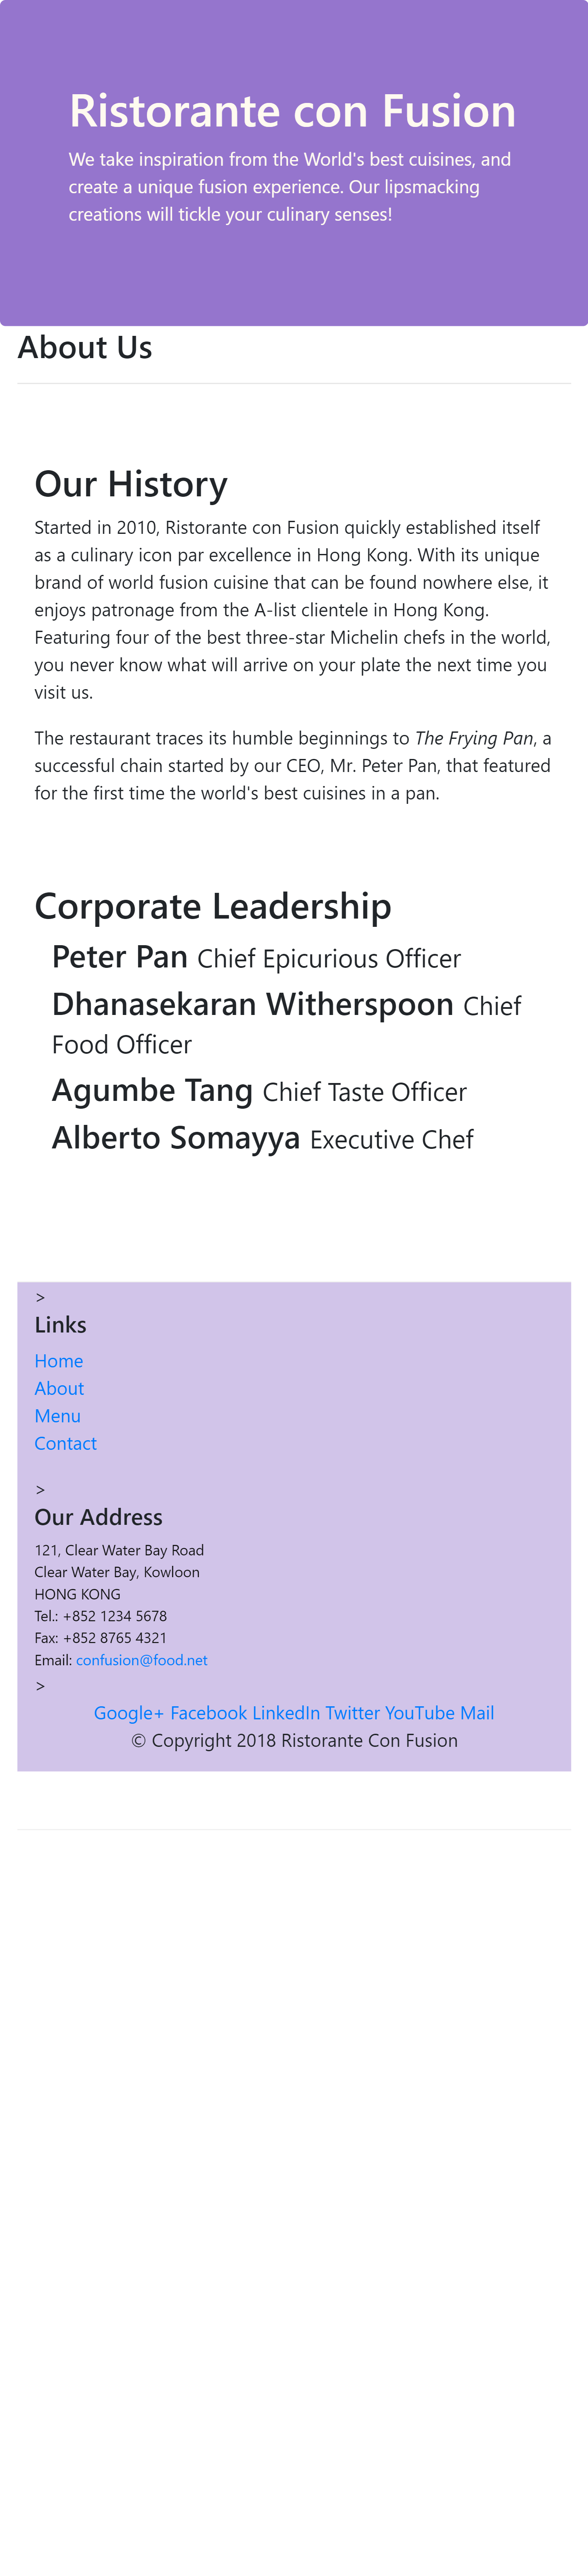 Ristorante con Fusion
We take inspiration from the World's best cuisines, and
create a unique fusion experience. Our lipsmacking
creations will tickle your culinary senses!
About Us
Our History
Started in 2010, Ristorante con Fusion quickly established itself
as a culinary icon par excellence in Hong Kong. With its unique
brand of world fusion cuisine that can be found nowhere else, it
enjoys patronage from the A-list clientele in Hong Kong.
Featuring four of the best three-star Michelin chefs in the world,
you never know what will arrive on your plate the next time you
visit us.
The restaurant traces its humble beginnings to The Frying Pan, a
successful chain started by our CEO, Mr. Peter Pan, that featured
for the first time the world's best cuisines in a pan.
Corporate Leadership
Peter Pan Chief Epicurious Officer
Dhanasekaran Witherspoon Chief
Food Officer
Agumbe Tang Chief Taste Officer
Alberto Somayya Executive Chef
>
Links
Home
About
Menu
Contact
>
Our Address
121, Clear Water Bay Road
Clear Water Bay, Kowloon
HONG KONG
Tel.: +852 1234 5678
Fax: +852 8765 4321
Email: confusion@food.net
>
Google+ Facebook LinkedIn Twitter YouTube Mail
© Copyright 2018 Ristorante Con Fusion